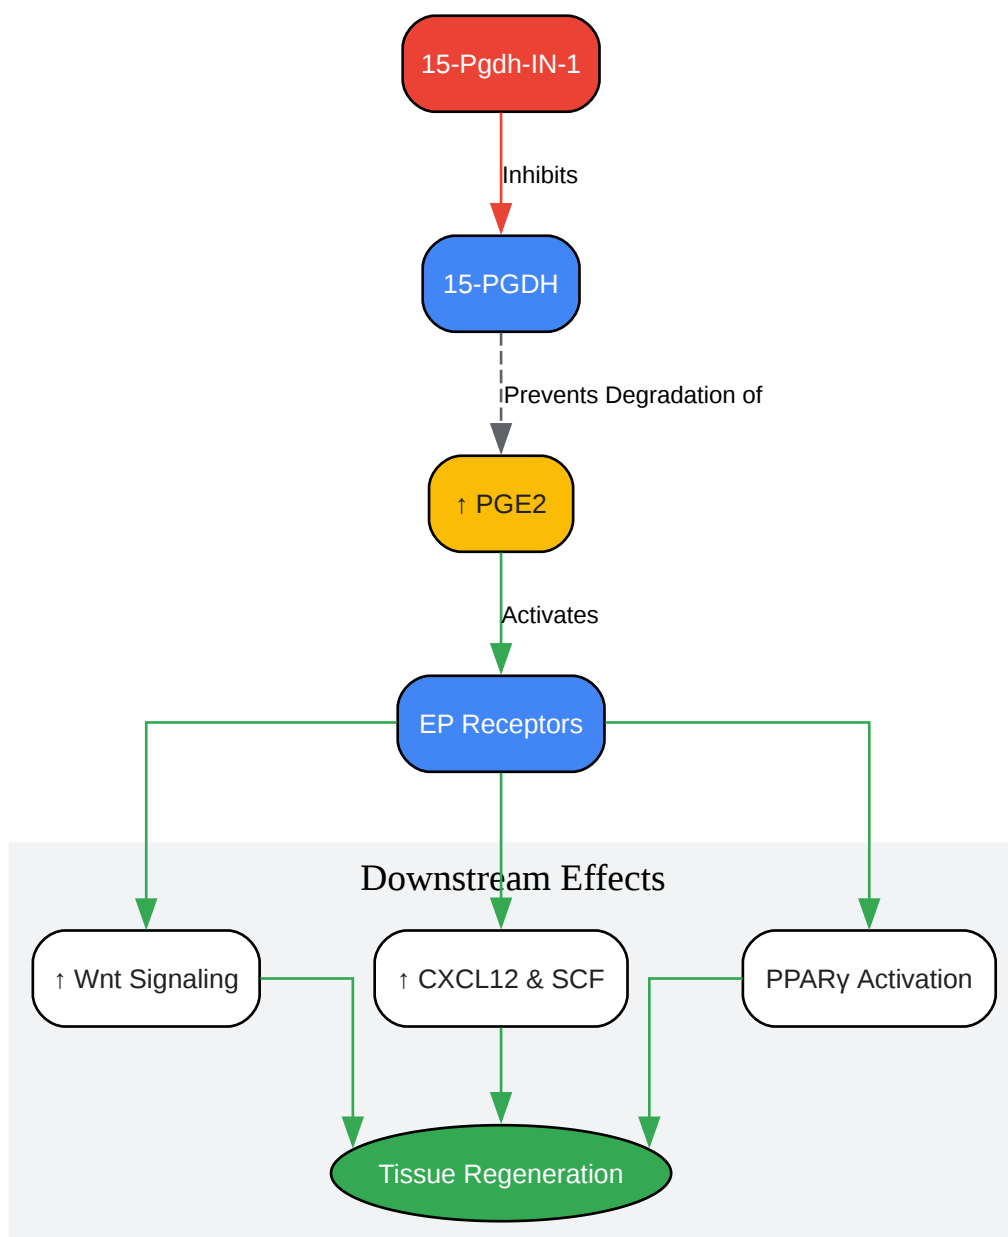 15-Pgdh-IN-1
Inhibits
15-PGDH
Prevents Degradation of
↑ PGE2
Activates
EP Receptors
Downstream Effects
↑ Wnt Signaling
↑ CXCL12 & SCF
PPARγ Activation
Tissue Regeneration